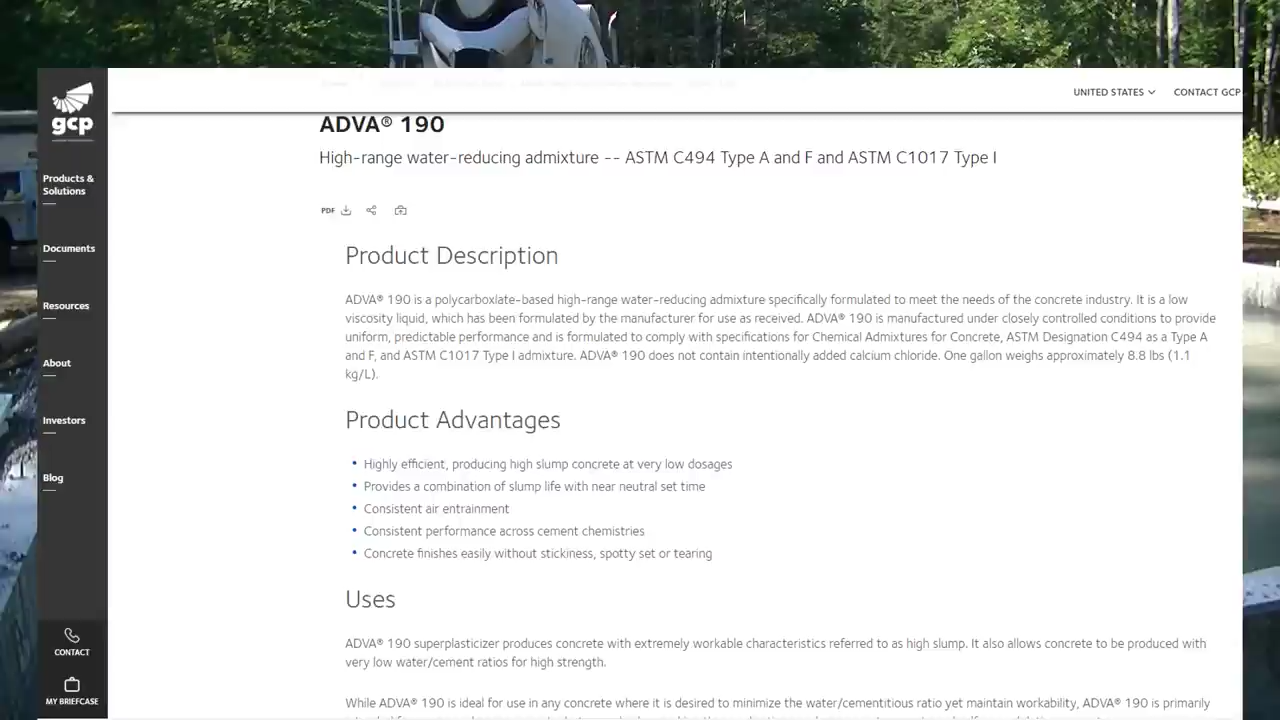 gcp
UNITED STATES
CONTACT GCP
ADVA® 190
High-range water-reducing admixture -- ASTM C494 Type A and F and ASTM C1017 Type I
Products &
Solutions
Documents
Resources
About
Investors
Blog
CONTACT
MY BRIEFCASE
PDF
Product Description
ADVA® 190 is a polycarboxlate-based high-range water-reducing admixture specifically formulated to meet the needs of the concrete industry. It is a low
viscosity liquid, which has been formulated by the manufacturer for use as received. ADVA® 190 is manufactured under closely controlled conditions to provide
uniform, predictable performance and is formulated to comply with specifications for Chemical Admixtures for Concrete, ASTM Designation C494 as a Type A
and F, and ASTM C1017 Type I admixture. ADVA® 190 does not contain intentionally added calcium chloride. One gallon weighs approximately 8.8 lbs (1.1
kg/L).
Product Advantages
• Highly efficient, producing high slump concrete at very low dosages
• Provides a combination of slump life with near neutral set time
• Consistent air entrainment
• Consistent performance across cement chemistries
• Concrete finishes easily without stickiness, spotty set or tearing
Uses
ADVA® 190 superplasticizer produces concrete with extremely workable characteristics referred to as high slump. It also allows concrete to be produced with
very low water/cement ratios for high strength.
While ADVA® 190 is ideal for use in any concrete where it is desired to minimize the water/cementitious ratio yet maintain workability, ADVA® 190 is primarily